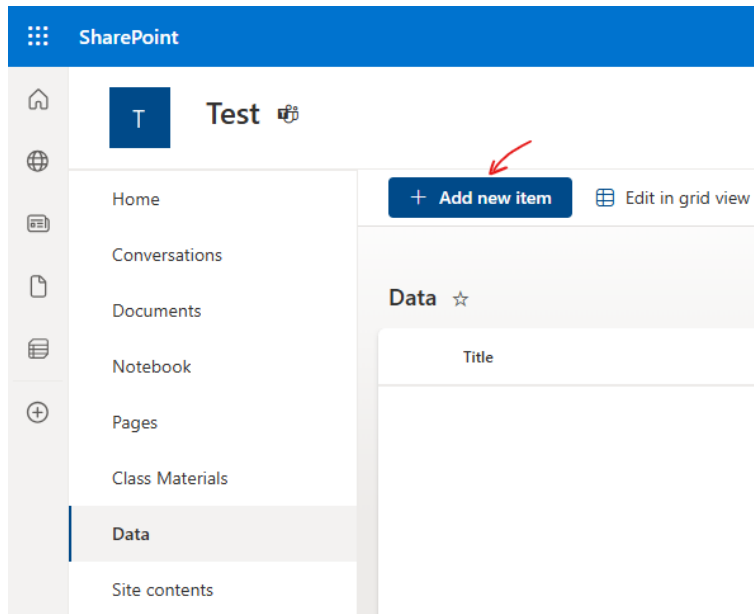 SharePoint
T
Test
Home
Conversations
Documents
Notebook
Pages
Class Materials
Data
Site contents
+ Add new item
Edit in grid view
Data
Title